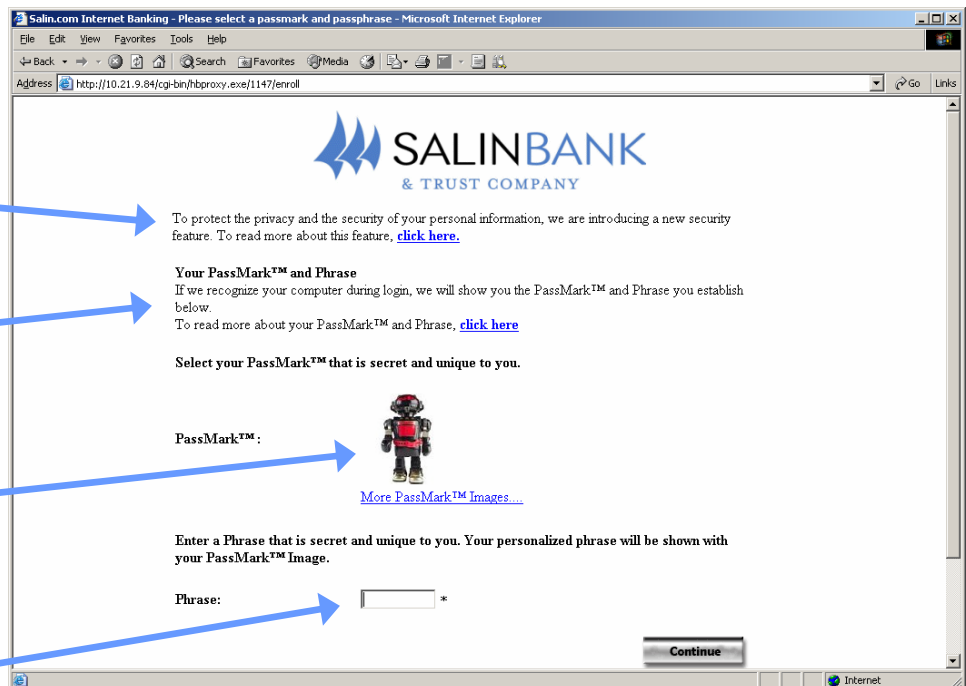 Salin.com Internet Banking - Please select a passmark and passphrase - Microsoft Internet Explorer
File Edit View Favorites Tools Help
Back Search Favorites Media
Address http://10.21.9.84/cgi-bin/hbproxy.exe/1147/enroll Go Links
SALINBANK
& TRUST COMPANY
To protect the privacy and the security of your personal information, we are introducing a new security
feature. To read more about this feature, click here.
Your PassMark™ and Phrase
If we recognize your computer during login, we will show you the PassMark™ and Phrase you establish
below.
To read more about your PassMark™ and Phrase, click here
Select your PassMark™ that is secret and unique to you.
PassMark™ :
More PassMark™ Images....
Enter a Phrase that is secret and unique to you. Your personalized phrase will be shown with
your PassMark™ Image.
Phrase: *
Continue
Internet